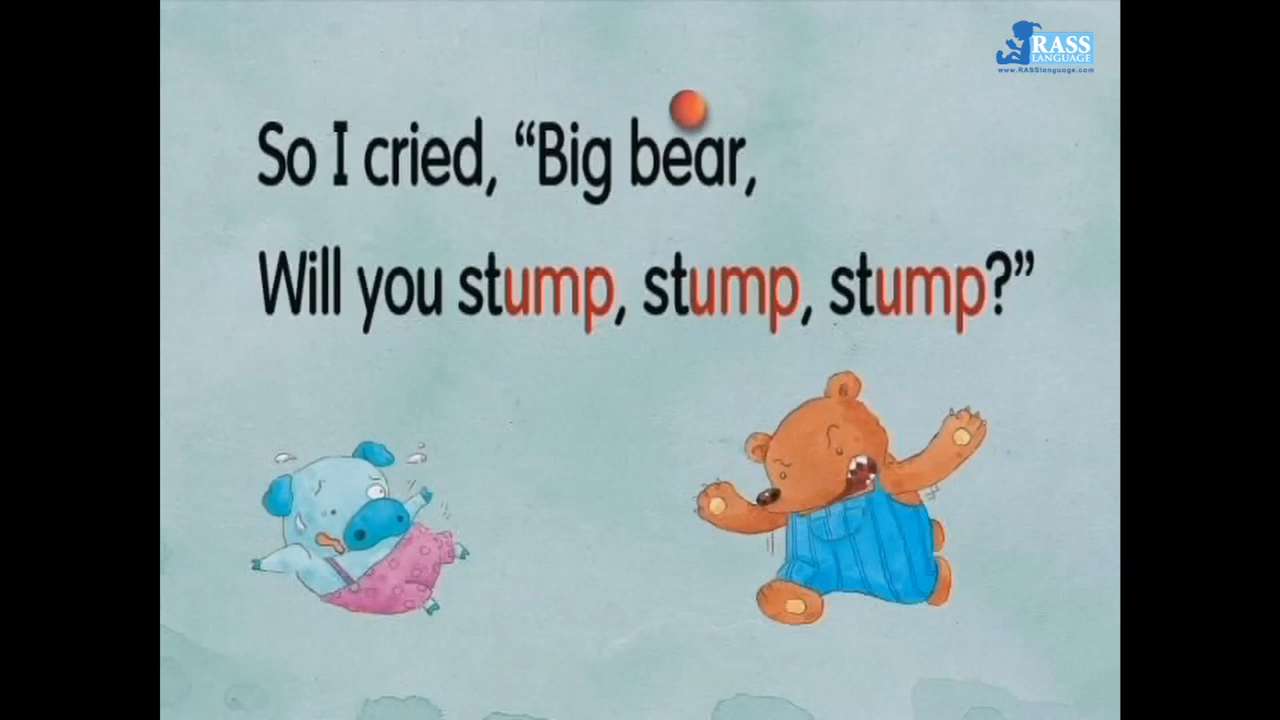 RASS
LANGUAGE
www.RASSlanguage.com
So I cried, “Big bear,
Will you stump, stump, stump?”